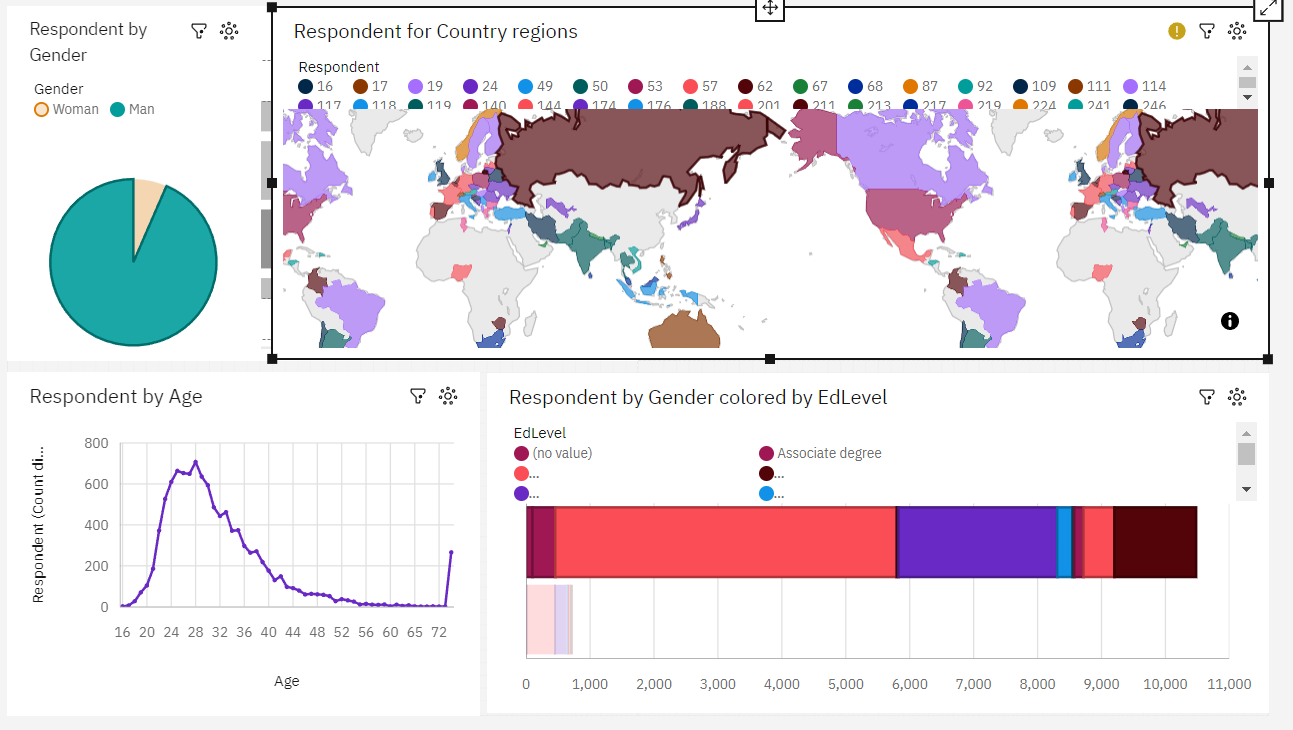 Respondent by
Gender
Gender
Woman Man
Respondent for Country regions
Respondent
16 17 19 24 49 50 53 57 62 67 68 87 92 109 111 114
117 118 119 140 144 174 176 188 201 211 213 217 219 224 241 246
Respondent by Age
Respondent (Count di...
800
600
400
200
0
16 20 24 28 32 36 40 44 48 52 56 60 65 72
Age
Respondent by Gender colored by EdLevel
EdLevel
(no value) Associate degree
... ...
... ...
0 1,000 2,000 3,000 4,000 5,000 6,000 7,000 8,000 9,000 10,000 11,000